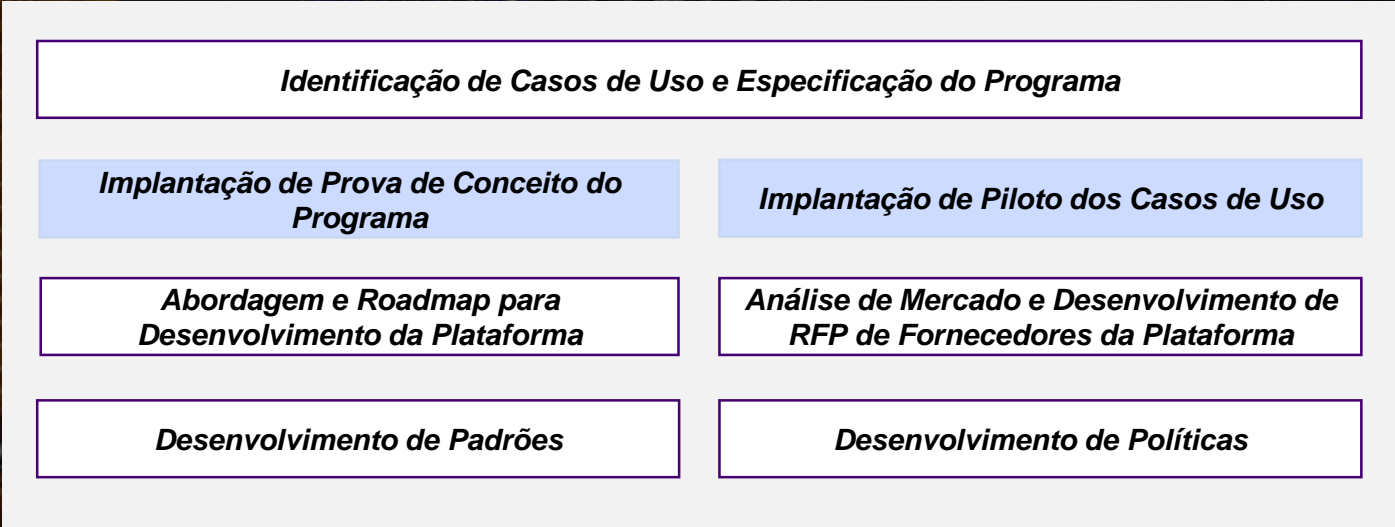 Identificação de Casos de Uso e Especificação do Programa
Implantação de Prova de Conceito do
Programa
Implantação de Piloto dos Casos de Uso
Abordagem e Roadmap para
Desenvolvimento da Plataforma
Análise de Mercado e Desenvolvimento de
RFP de Fornecedores da Plataforma
Desenvolvimento de Padrões
Desenvolvimento de Políticas